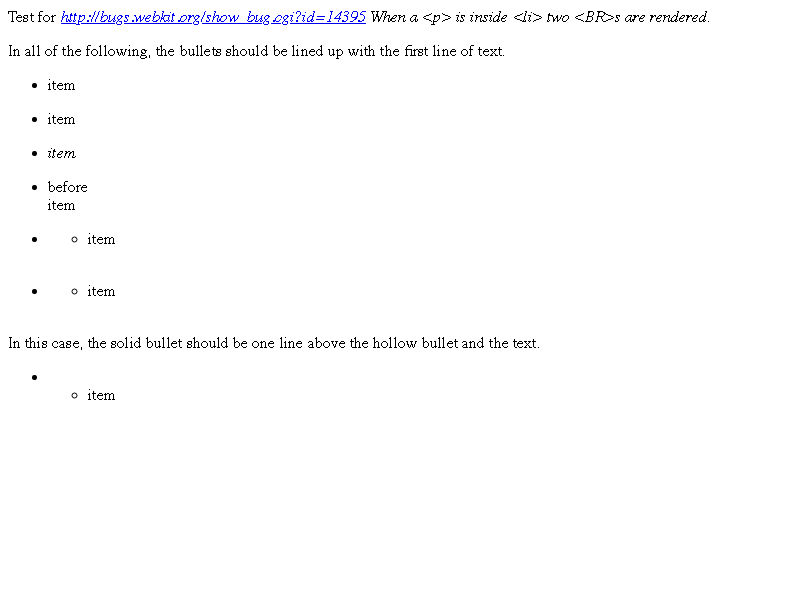 Test for http://bugs.webkit.org/show_bug.cgi?id=14395 When a <p> is inside <li> two <BR>s are rendered.
In all of the following, the bullets should be lined up with the first line of text.
• item
• item
• item
• before
item
• ◦ item
• ◦ item
In this case, the solid bullet should be one line above the hollow bullet and the text.
•
◦ item